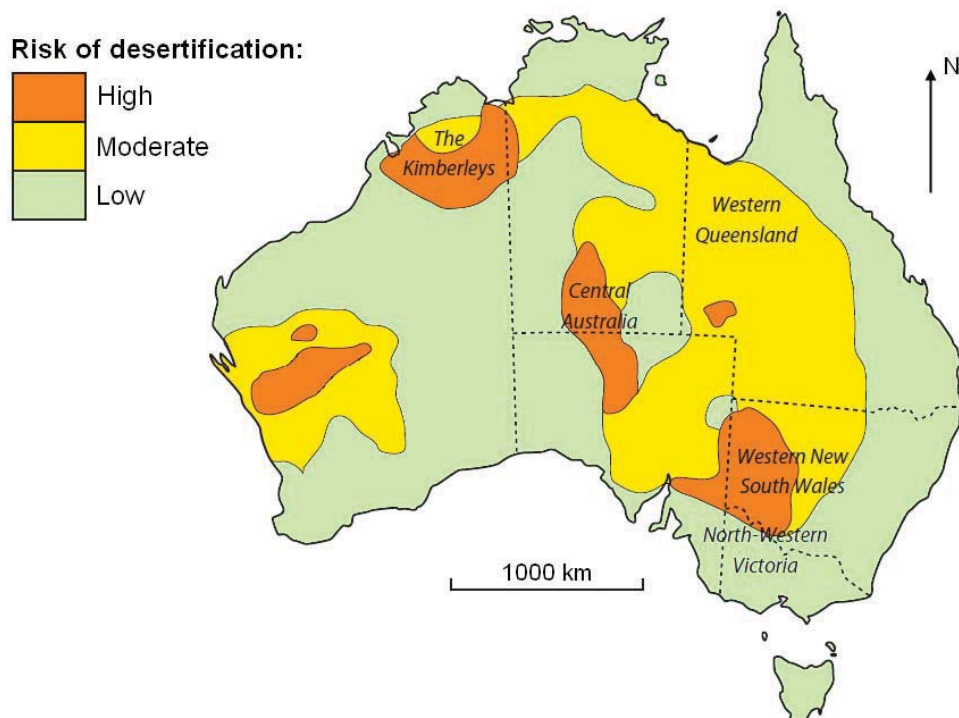 Risk of desertification:
High
Moderate
Low
N
The
Kimberleys
Western
Queensland
Central
Australia
Western New
South Wales
North-Western
Victoria
1000 km